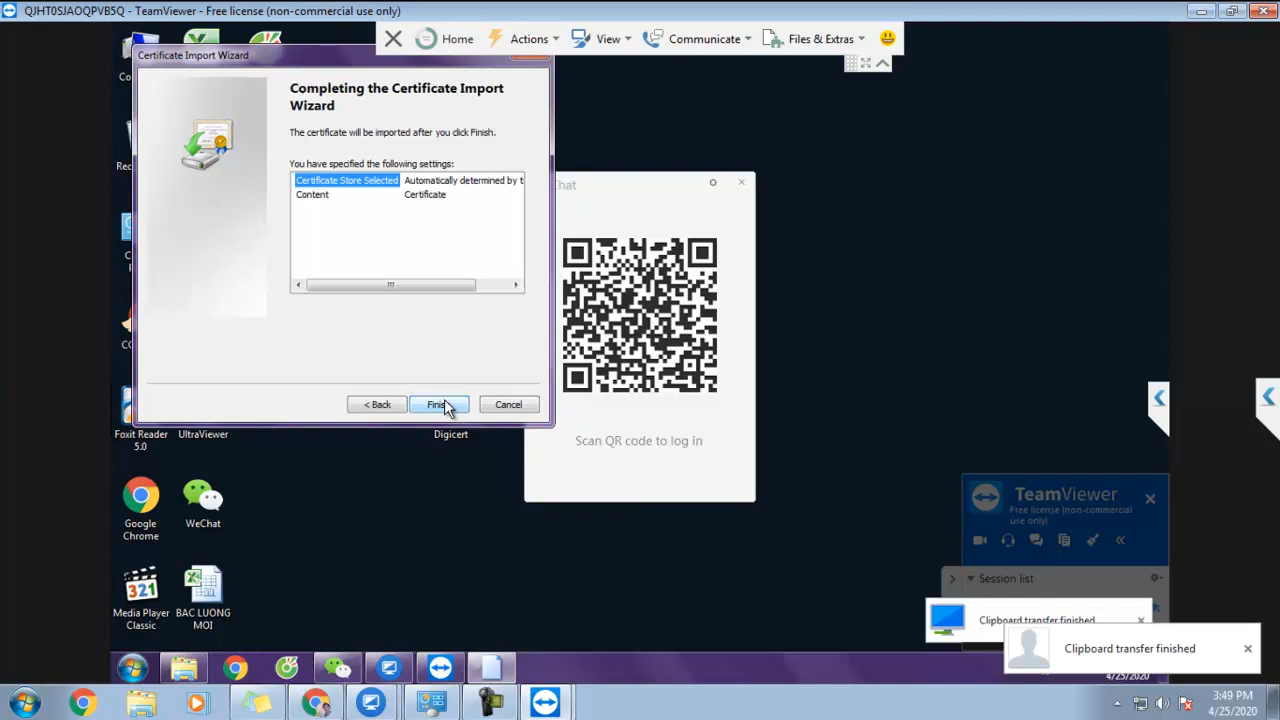 QJHT0SJAOQPVB5Q - TeamViewer - Free license (non-commercial use only)
Home
Actions
View
Communicate
Files & Extras
Certificate Import Wizard
Completing the Certificate Import
Wizard
The certificate will be imported after you click Finish.
You have specified the following settings:
Certificate Store Selected Automatically determined by t
Content Certificate
< Back
Cancel
Scan QR code to log in
Foxit Reader
5.0
UltraViewer
Digicert
Google
Chrome
WeChat
Media Player
Classic
BAC LUONG
MOI
TeamViewer
Free license (non-commercial
use only)
Session list
Clipboard transfer finished
Clipboard transfer finished
4/25/2020
3:49 PM
4/25/2020